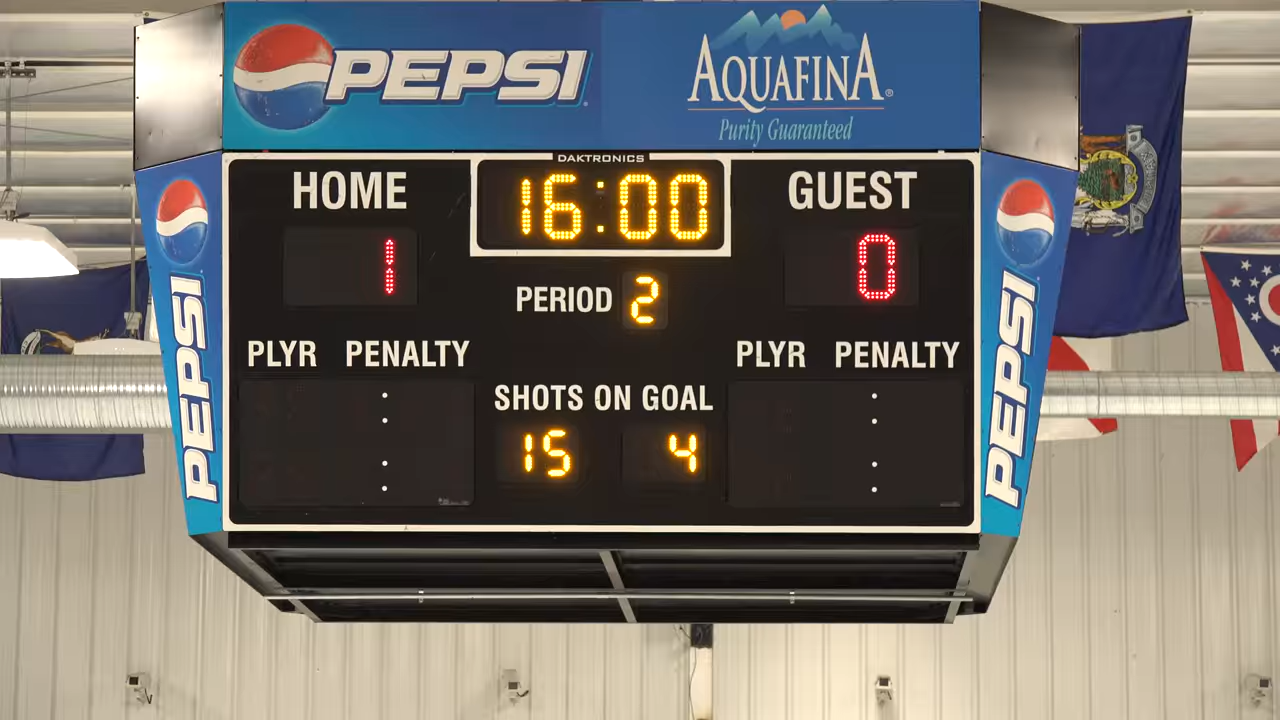 PEPSI
AQUAFINA
Purity Guaranteed
DAKTRONICS
HOME 16:00 GUEST
1 0
PERIOD 2
PLYR PENALTY PLYR PENALTY
SHOTS ON GOAL
15 4
PEPSI
PEPSI